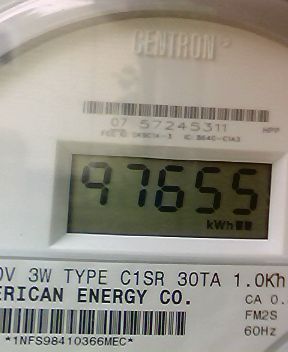 CENTRON
07 57245311 HPP
97655
kWh
0V 3W TYPE C1SR 30TA 1.0Kh
ERICAN ENERGY CO. CA 0.
FM2S
*1NFS98410366MEC* 60Hz